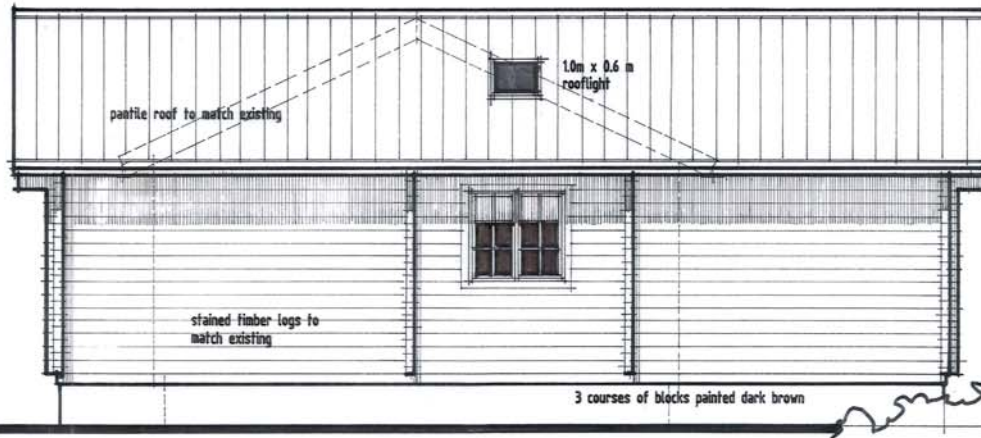 1.0m x 0.6 m
rooflight
pantile roof to match existing
stained timber logs to
match existing
3 courses of blocks painted dark brown